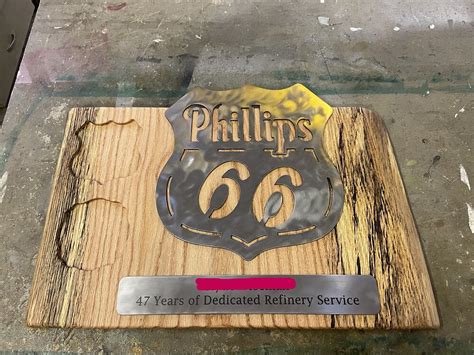 Phillips
66
47 Years of Dedicated Refinery Service